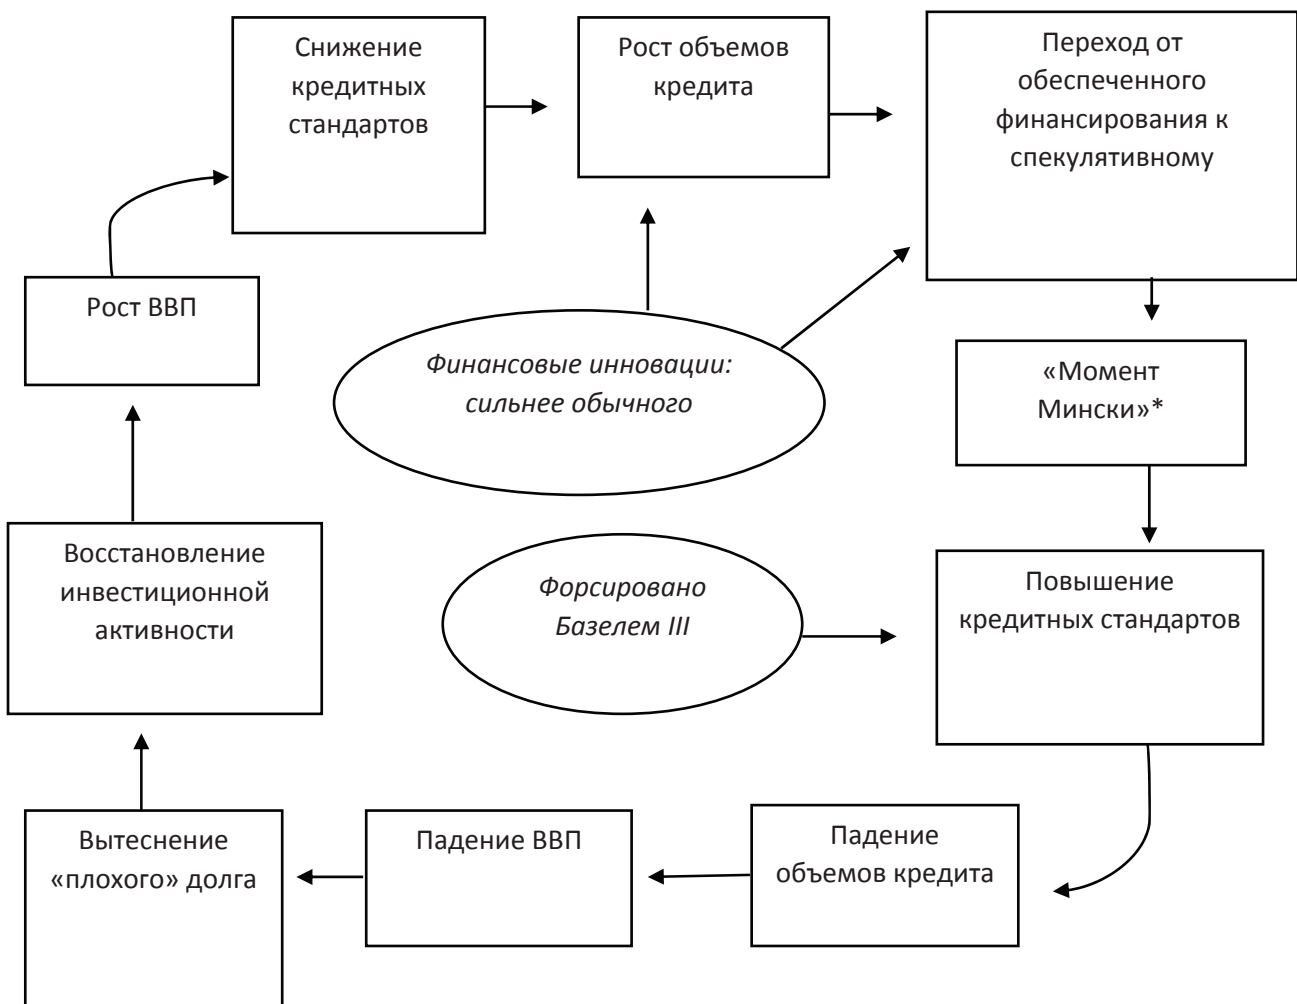 Снижение
кредитных
стандартов
Рост объемов
кредита
Переход от
обеспеченного
финансирования к
спекулятивному
Рост ВВП
Финансовые инновации:
сильнее обычного
«Момент
Мински»*
Восстановление
инвестиционной
активности
Форсировано
Базелем III
Повышение
кредитных стандартов
Вытеснение
«плохого» долга
Падение ВВП
Падение
объемов кредита